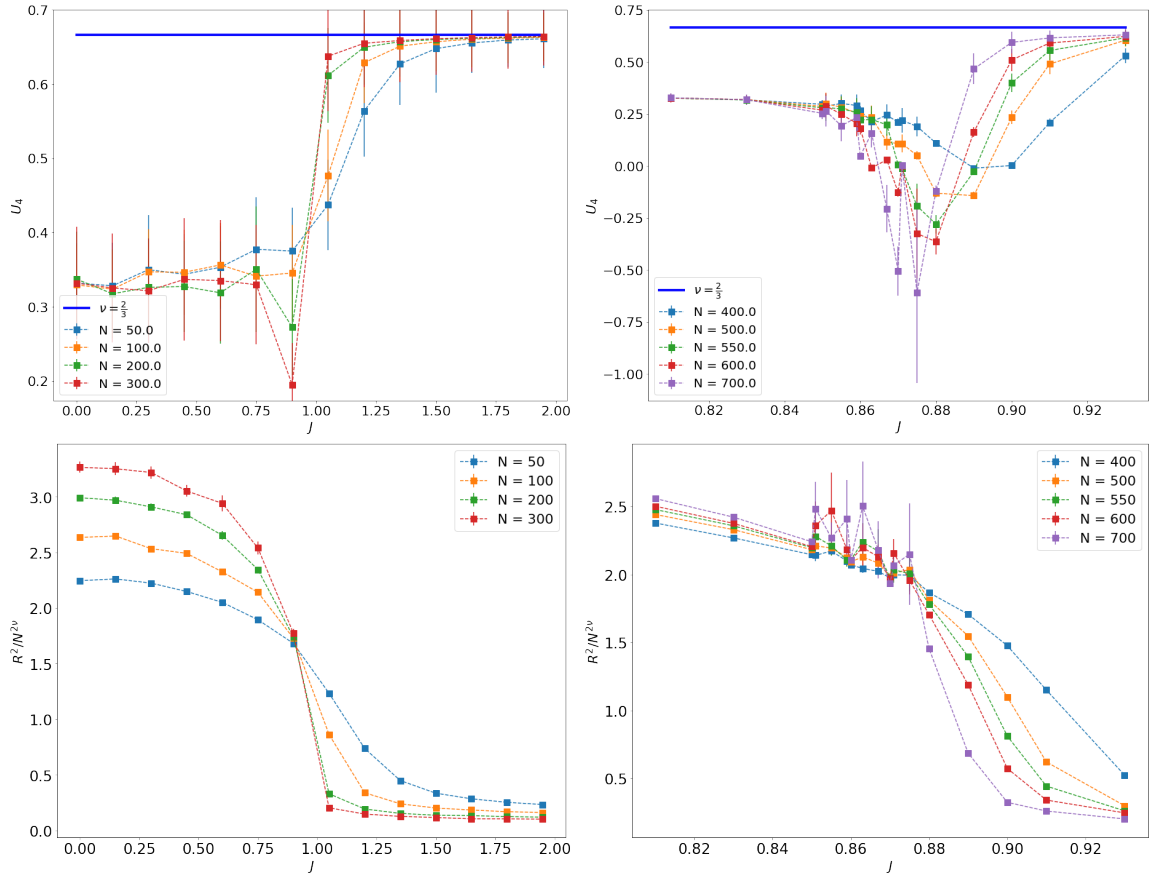 0.7
0.6
0.5
0.4
0.3
0.2
U₄
0.00 0.25 0.50 0.75 1.00 1.25 1.50 1.75 2.00
J
ν = 2/3
N = 50.0
N = 100.0
N = 200.0
N = 300.0
0.75
0.50
0.25
0.00
−0.25
−0.50
−0.75
−1.00
U₄
0.82 0.84 0.86 0.88 0.90 0.92
J
ν = 2/3
N = 400.0
N = 500.0
N = 550.0
N = 600.0
N = 700.0
3.0
2.5
2.0
1.5
1.0
0.5
0.0
R²/N²ᵛ
0.00 0.25 0.50 0.75 1.00 1.25 1.50 1.75 2.00
J
N = 50
N = 100
N = 200
N = 300
2.5
2.0
1.5
1.0
0.5
R²/N²ᵛ
0.82 0.84 0.86 0.88 0.90 0.92
J
N = 400
N = 500
N = 550
N = 600
N = 700